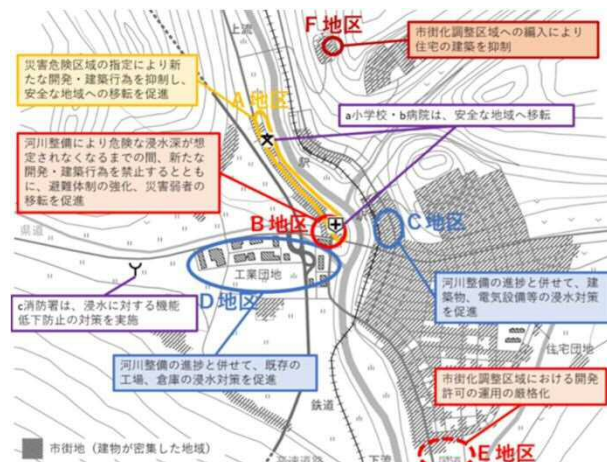 上流
F地区
市街化調整区域への編入により
住宅の建築を抑制
災害危険区域の指定により新
たな開発・建築行為を抑制し、
安全な地域への移転を促進
A地区
a小学校・b病院は、安全な地域へ移転
河川整備により危険な浸水深が想
定されなくなるまでの間、新たな
開発・建築行為を禁止するととも
に、避難体制の強化、災害弱者の
移転を促進
駅
県道
B地区
C地区
工業団地
D地区
河川整備の進捗と併せて、建
築物、電気設備等の浸水対策
を促進
c消防署は、浸水に対する機能
低下防止の対策を実施
河川整備の進捗と併せて、既存の
工場、倉庫の浸水対策を促進
住宅団地
鉄道
市街化調整区域における開発
許可の運用の厳格化
市街地（建物が密集した地域）
高速道路
下流
E地区